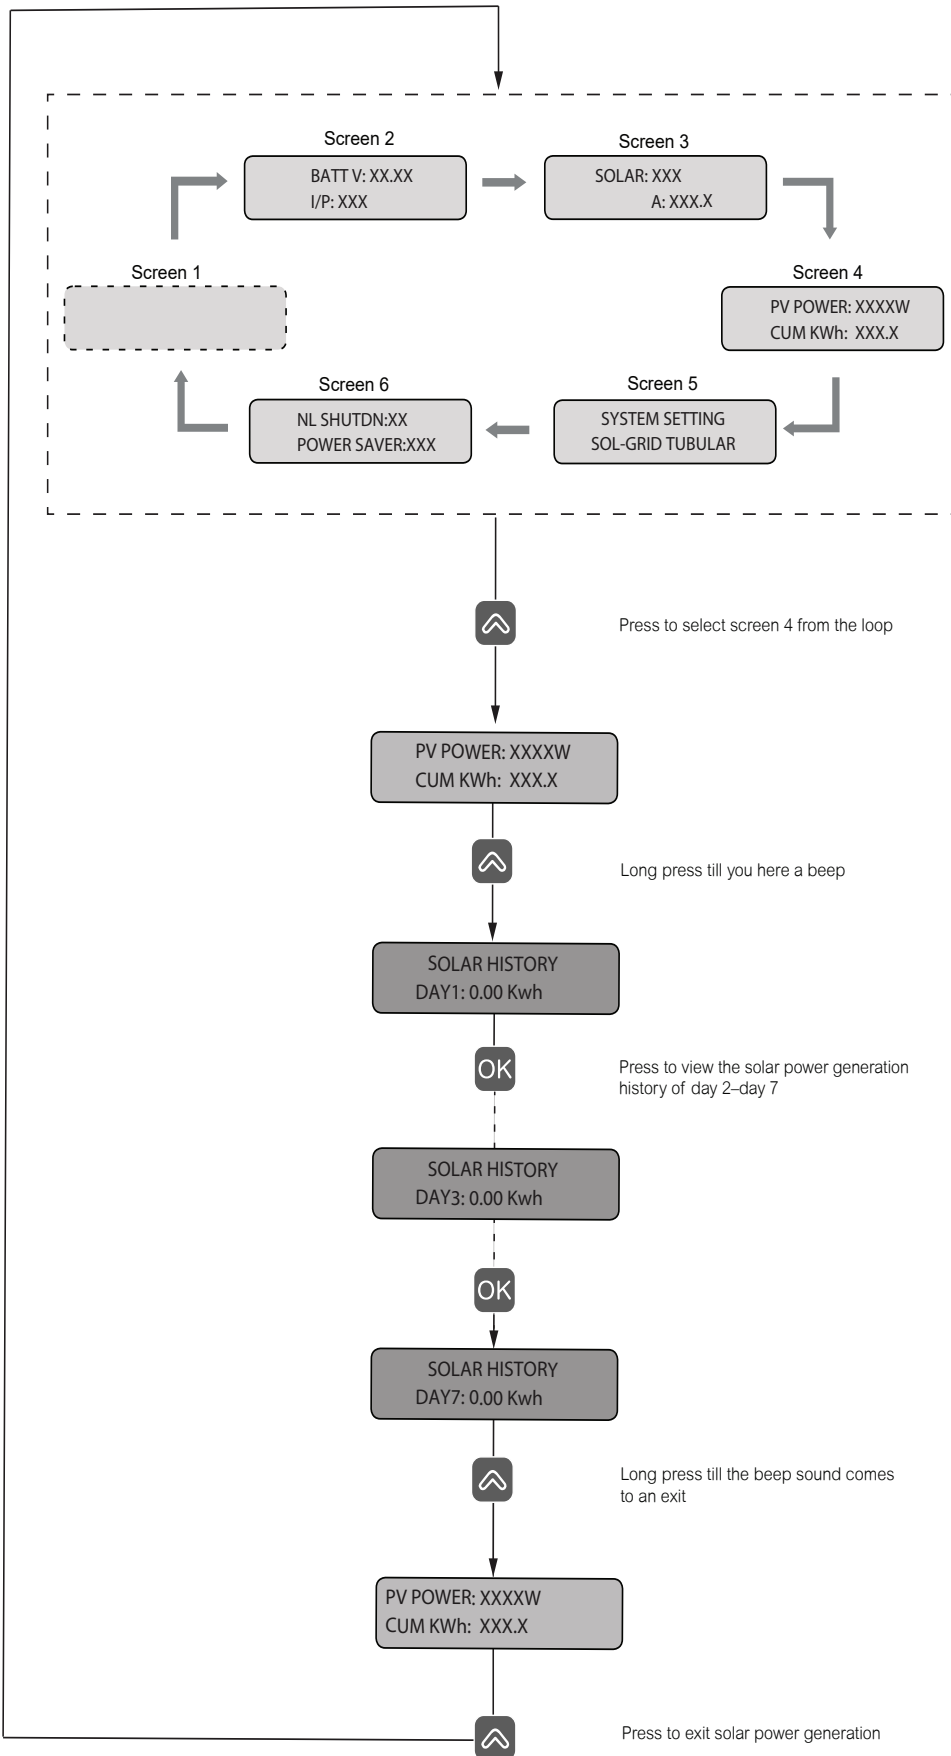 Screen 2
BATT V: XX.XX
I/P: XXX
Screen 3
SOLAR: XXX
A: XXX.X
Screen 1
Screen 4
PV POWER: XXXXW
CUM KWh: XXX.X
Screen 6
NL SHUTDN:XX
POWER SAVER:XXX
Screen 5
SYSTEM SETTING
SOL-GRID TUBULAR
Press to select screen 4 from the loop
PV POWER: XXXXW
CUM KWh: XXX.X
Long press till you here a beep
SOLAR HISTORY
DAY1: 0.00 Kwh
OK
Press to view the solar power generation
history of day 2–day 7
SOLAR HISTORY
DAY3: 0.00 Kwh
OK
SOLAR HISTORY
DAY7: 0.00 Kwh
Long press till the beep sound comes
to an exit
PV POWER: XXXXW
CUM KWh: XXX.X
Press to exit solar power generation